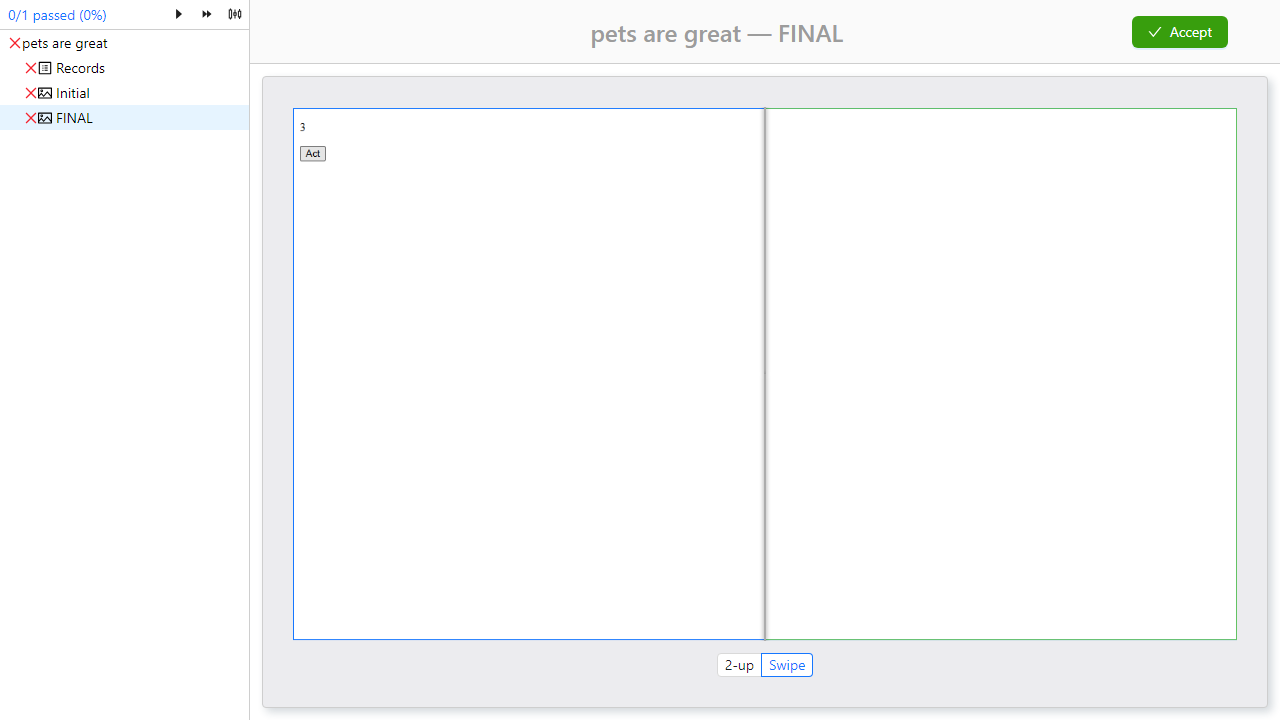 0/1 passed (0%)
pets are great
Records
Initial
FINAL
pets are great — FINAL
Accept
3
Act
2-up
Swipe